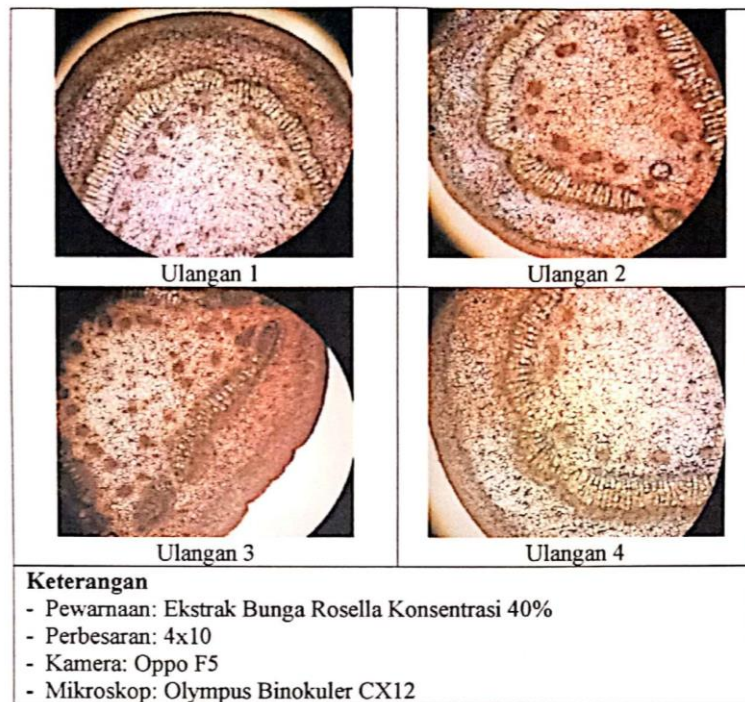 Ulangan 1
Ulangan 2
Ulangan 3
Ulangan 4
Keterangan
- Pewarnaan: Ekstrak Bunga Rosella Konsentrasi 40%
- Perbesaran: 4x10
- Kamera: Oppo F5
- Mikroskop: Olympus Binokuler CX12